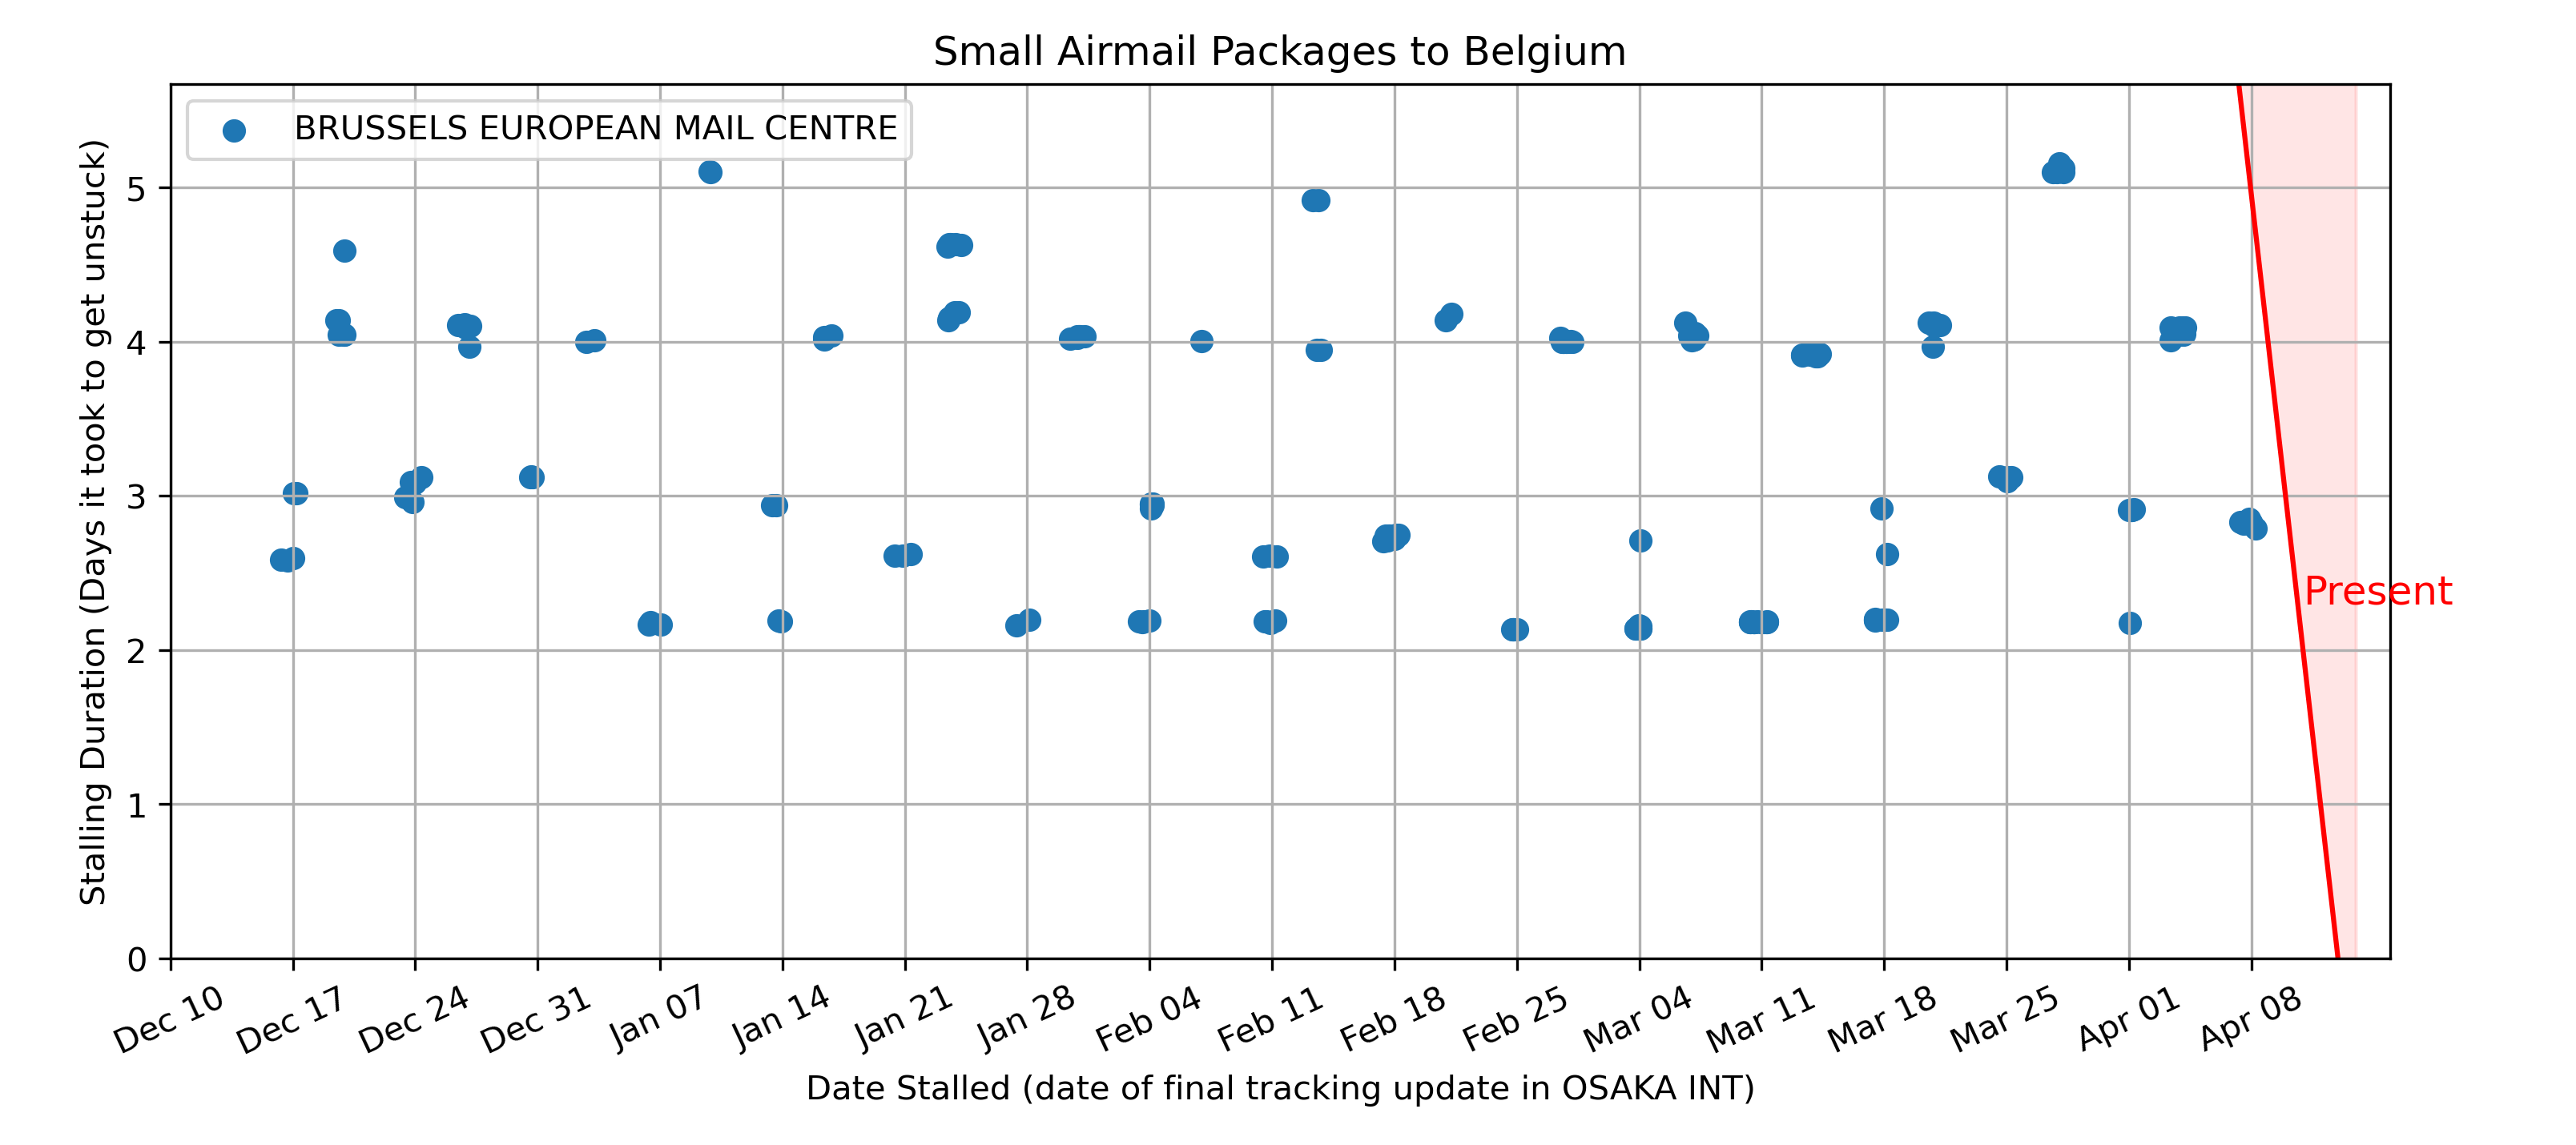 Small Airmail Packages to Belgium
BRUSSELS EUROPEAN MAIL CENTRE
Stalling Duration (Days it took to get unstuck)
5
4
3
2
1
0
Present
Dec 10 Dec 17 Dec 24 Dec 31 Jan 07 Jan 14 Jan 21 Jan 28 Feb 04 Feb 11 Feb 18 Feb 25 Mar 04 Mar 11 Mar 18 Mar 25 Apr 01 Apr 08
Date Stalled (date of final tracking update in OSAKA INT)